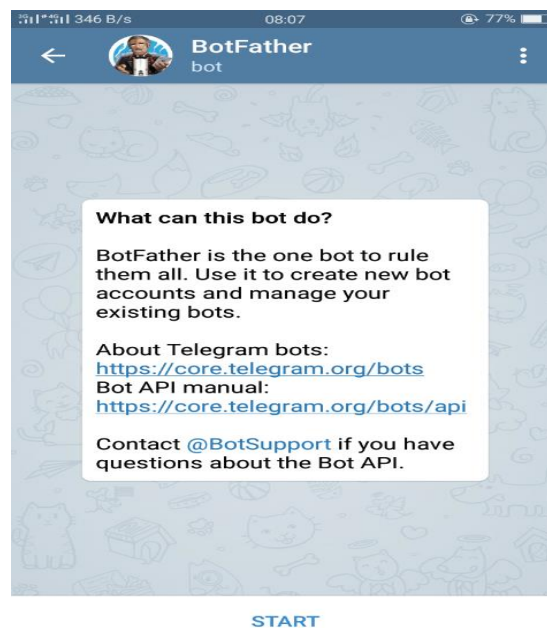 346 B/s 08:07 77%
BotFather
bot
What can this bot do?
BotFather is the one bot to rule
them all. Use it to create new bot
accounts and manage your
existing bots.
About Telegram bots:
https://core.telegram.org/bots
Bot API manual:
https://core.telegram.org/bots/api
Contact @BotSupport if you have
questions about the Bot API.
START